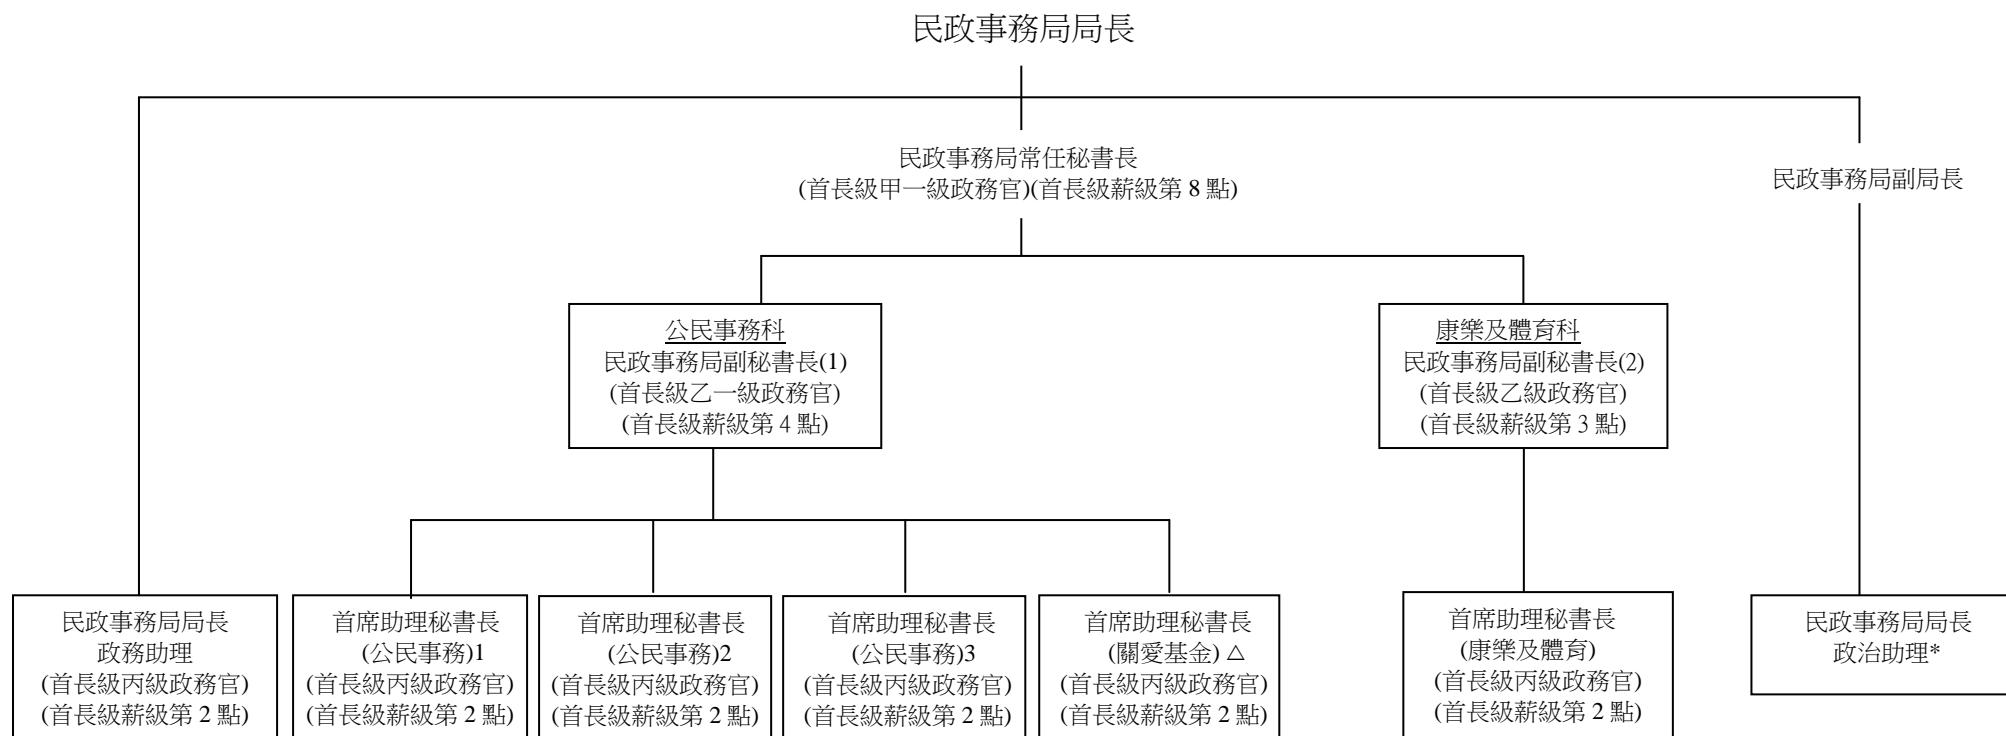 民政事務局局長
民政事務局常任秘書長
(首長級甲一級政務官)(首長級薪級第 8 點)
民政事務局副局長
公民事務科
民政事務局副秘書長(1)
(首長級乙一級政務官)
(首長級薪級第 4 點)
康樂及體育科
民政事務局副秘書長(2)
(首長級乙級政務官)
(首長級薪級第 3 點)
民政事務局局長
政務助理
(首長級丙級政務官)
(首長級薪級第 2 點)
首席助理秘書長
(公民事務)1
(首長級丙級政務官)
(首長級薪級第 2 點)
首席助理秘書長
(公民事務)2
(首長級丙級政務官)
(首長級薪級第 2 點)
首席助理秘書長
(公民事務)3
(首長級丙級政務官)
(首長級薪級第 2 點)
首席助理秘書長
(關愛基金) △
(首長級丙級政務官)
(首長級薪級第 2 點)
首席助理秘書長
(康樂及體育)
(首長級丙級政務官)
(首長級薪級第 2 點)
民政事務局局長
政治助理*